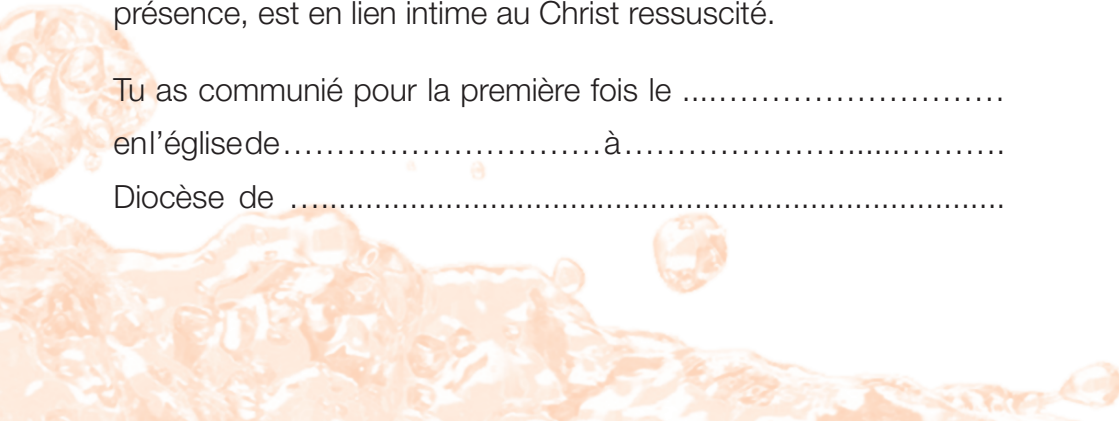 présence, est en lien intime au Christ ressuscité.
Tu as communié pour la première fois le ....…………………………
enl’églisede…………………………à…………………......……….
Diocèse de ….........................................................................